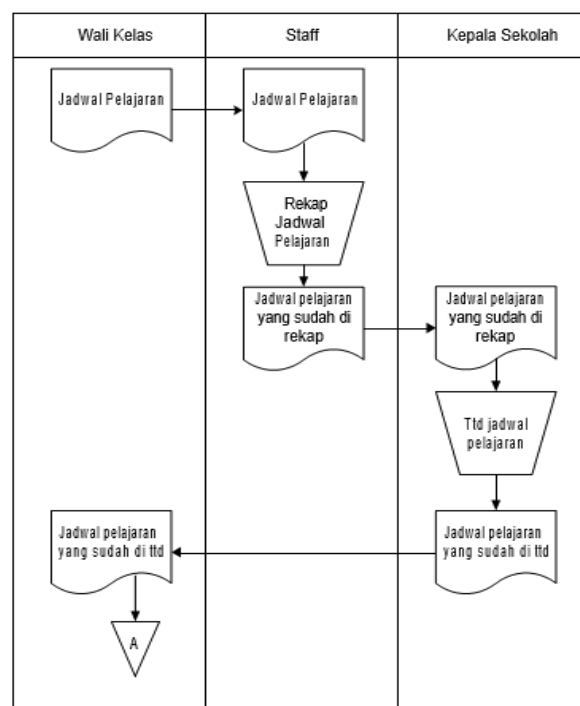 Wali Kelas
Staff
Kepala Sekolah
Jadwal Pelajaran
Jadwal Pelajaran
Rekap
Jadwal
Pelajaran
Jadwal pelajaran
yang sudah di
rekap
Jadwal pelajaran
yang sudah di
rekap
Ttd jadwal
pelajaran
Jadwal pelajaran
yang sudah di ttd
Jadwal pelajaran
yang sudah di ttd
A